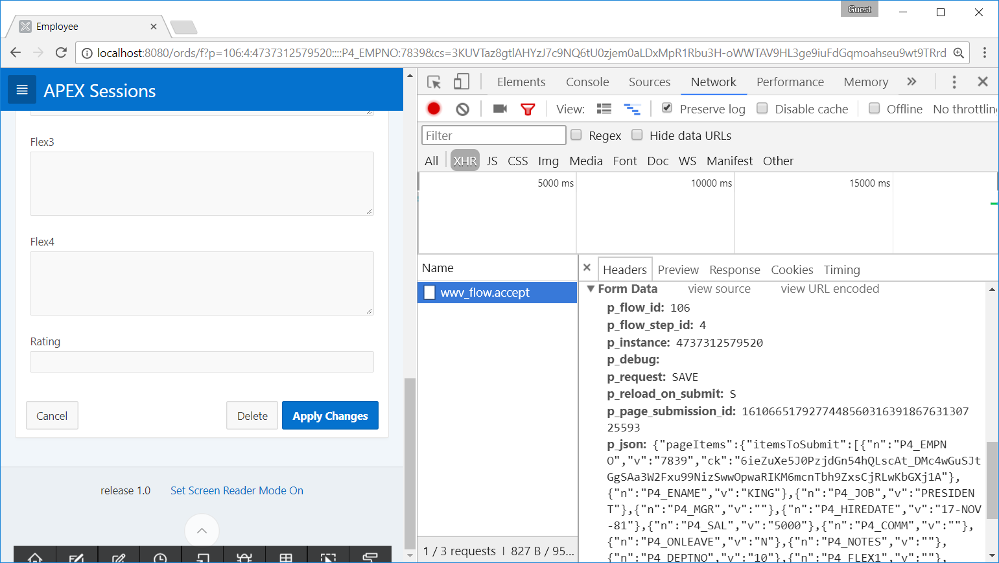 Guest
Employee
localhost:8080/ords/f?p=106:4:4737312579520::::P4_EMPNO:7839&cs=3KUVTaz8gtlAHYzJ7c9NQ6tU0zjem0aLDxMpR1Rbu3H-oWWTAV9HL3ge9iuFdGqmoahseu9wt9TRrd
APEX Sessions
Flex3
Flex4
Rating
Cancel
Delete
Apply Changes
release 1.0
Set Screen Reader Mode On
Elements Console Sources Network Performance Memory
View: Preserve log Disable cache Offline No throttlin
Filter Regex Hide data URLs
All XHR JS CSS Img Media Font Doc WS Manifest Other
5000 ms 10000 ms 15000 ms
Name
wwv_flow.accept
1 / 3 requests | 827 B / 95...
Headers Preview Response Cookies Timing
Form Data view source view URL encoded
p_flow_id: 106
p_flow_step_id: 4
p_instance: 4737312579520
p_debug:
p_request: SAVE
p_reload_on_submit: S
p_page_submission_id: 1610665179277448560316391867631307
25593
p_json: {"pageItems":{"itemsToSubmit":[{"n":"P4_EMPN
O","v":"7839","ck":"6ieZuXe5J0PzjdGn54hQLscAt_DMc4wGuSJt
GgSAa3W2Fxu99NizSwwOpwaRIKM6mcnTbh9ZxsCjRLwKbGXj1A"},
{"n":"P4_ENAME","v":"KING"},{"n":"P4_JOB","v":"PRESIDEN
T"},{"n":"P4_MGR","v":""},{"n":"P4_HIREDATE","v":"17-NOV
-81"},{"n":"P4_SAL","v":"5000"},{"n":"P4_COMM","v":""},
{"n":"P4_ONLEAVE","v":"N"},{"n":"P4_NOTES","v":""},
{"n":"P4_DEPTNO","v":"10"},{"n":"P4_FLEX1","v":""},